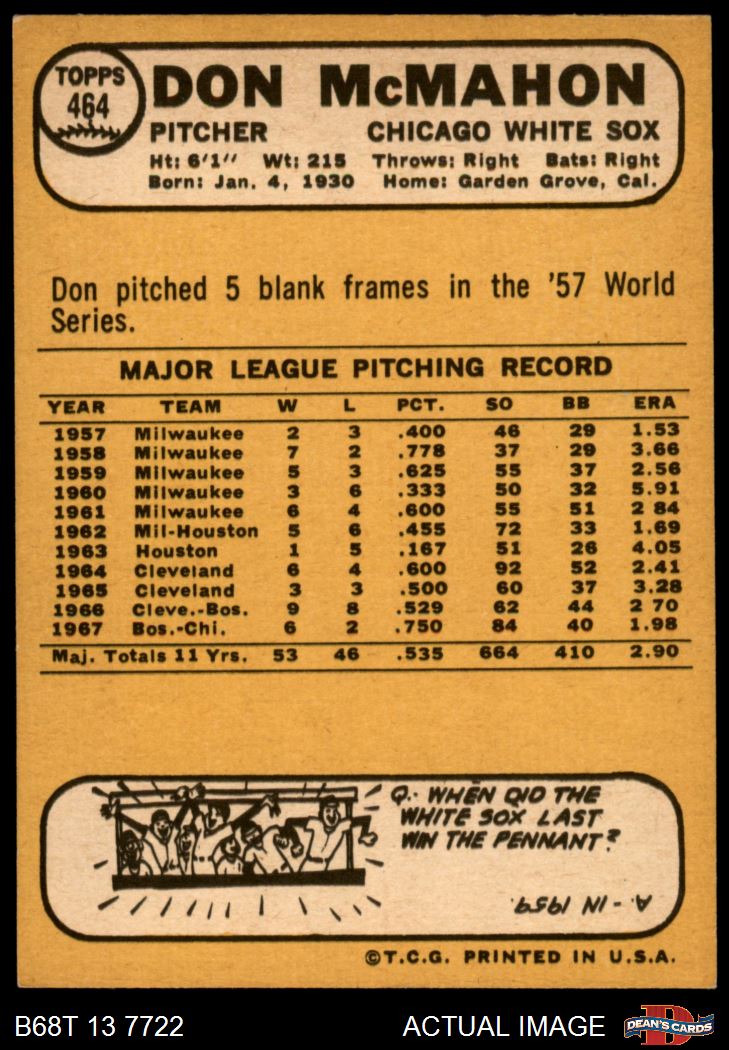 TOPPS
464
DON McMAHON
PITCHER CHICAGO WHITE SOX
Ht: 6'1" Wt: 215 Throws: Right Bats: Right
Born: Jan. 4, 1930 Home: Garden Grove, Cal.
Don pitched 5 blank frames in the '57 World
Series.
MAJOR LEAGUE PITCHING RECORD
YEAR TEAM W L PCT. SO BB ERA
1957 Milwaukee 2 3 .400 46 29 1.53
1958 Milwaukee 7 2 .778 37 29 3.66
1959 Milwaukee 5 3 .625 55 37 2.56
1960 Milwaukee 3 6 .333 50 32 5.91
1961 Milwaukee 6 4 .600 55 51 2 84
1962 Mil-Houston 5 6 .455 72 33 1.69
1963 Houston 1 5 .167 51 26 4.05
1964 Cleveland 6 4 .600 92 52 2.41
1965 Cleveland 3 3 .500 60 37 3.28
1966 Cleve.-Bos. 9 8 .529 62 44 2 70
1967 Bos.-Chi. 6 2 .750 84 40 1.98
Maj. Totals 11 Yrs. 53 46 .535 664 410 2.90
Q.- WHEN DID THE
WHITE SOX LAST
WIN THE PENNANT?
A - IN 1959.
©T.C.G. PRINTED IN U.S.A.
B68T 13 7722 ACTUAL IMAGE
D
DEAN'S CARDS